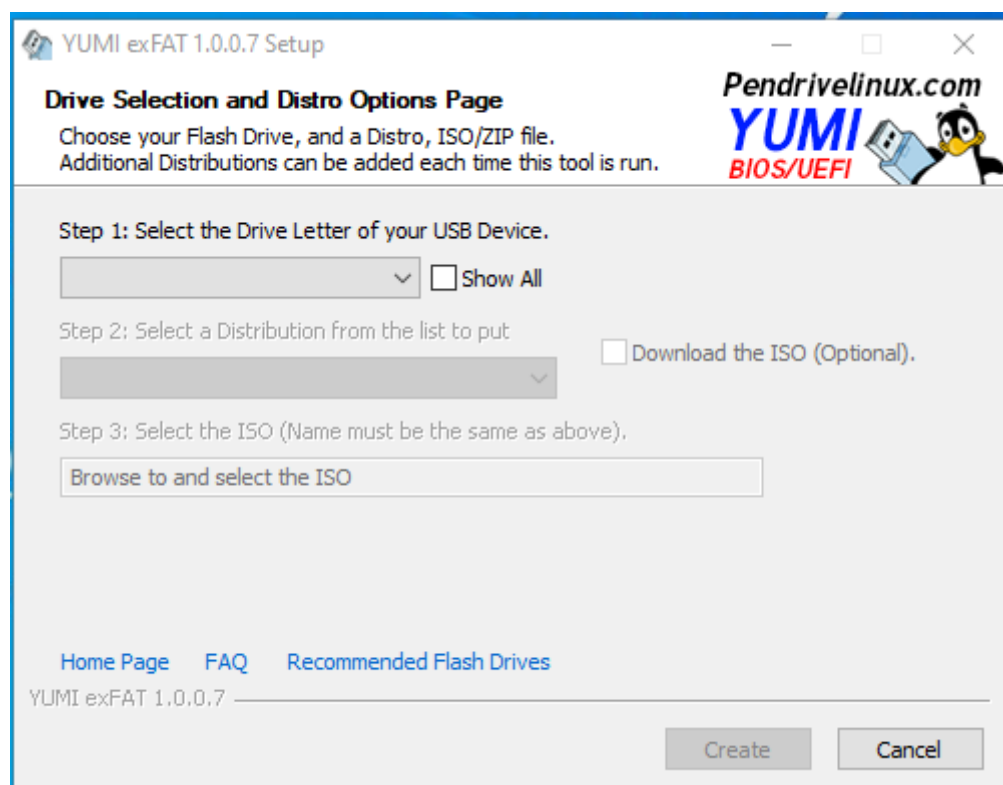 YUMI exFAT 1.0.0.7 Setup
Drive Selection and Distro Options Page
Choose your Flash Drive, and a Distro, ISO/ZIP file.
Additional Distributions can be added each time this tool is run.
Pendrivelinux.com
YUMI
BIOS/UEFI
Step 1: Select the Drive Letter of your USB Device.
Show All
Step 2: Select a Distribution from the list to put
Download the ISO (Optional).
Step 3: Select the ISO (Name must be the same as above).
Browse to and select the ISO
Home Page FAQ Recommended Flash Drives
YUMI exFAT 1.0.0.7
Create Cancel